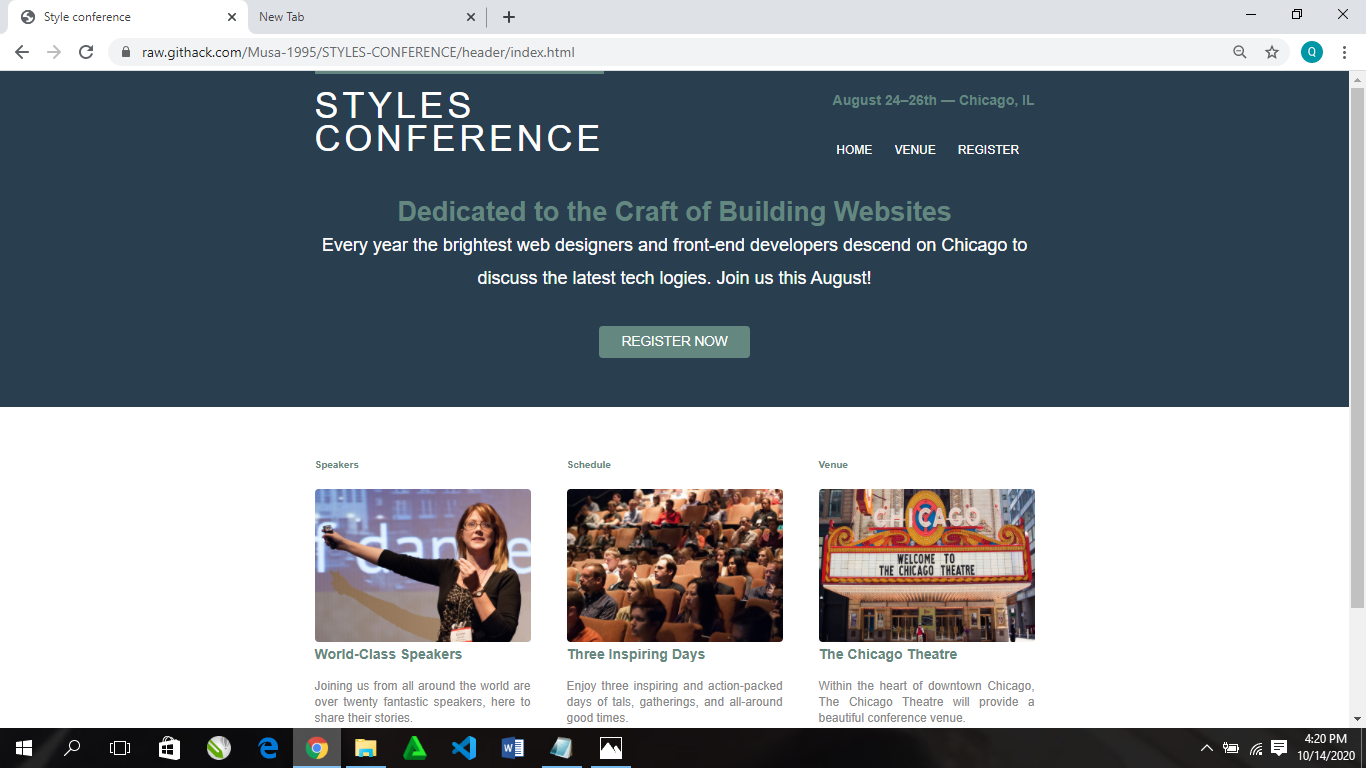 Style conference
New Tab
raw.githack.com/Musa-1995/STYLES-CONFERENCE/header/index.html
Q
STYLES
CONFERENCE
August 24–26th — Chicago, IL
HOME VENUE REGISTER
Dedicated to the Craft of Building Websites
Every year the brightest web designers and front-end developers descend on Chicago to
discuss the latest tech logies. Join us this August!
REGISTER NOW
Speakers
Schedule
Venue
f dance
CHICAGO
WELCOME TO
THE CHICAGO THEATRE
World-Class Speakers
Joining us from all around the world are
over twenty fantastic speakers, here to
share their stories.
Three Inspiring Days
Enjoy three inspiring and action-packed
days of tals, gatherings, and all-around
good times.
The Chicago Theatre
Within the heart of downtown Chicago,
The Chicago Theatre will provide a
beautiful conference venue.
4:20 PM
10/14/2020